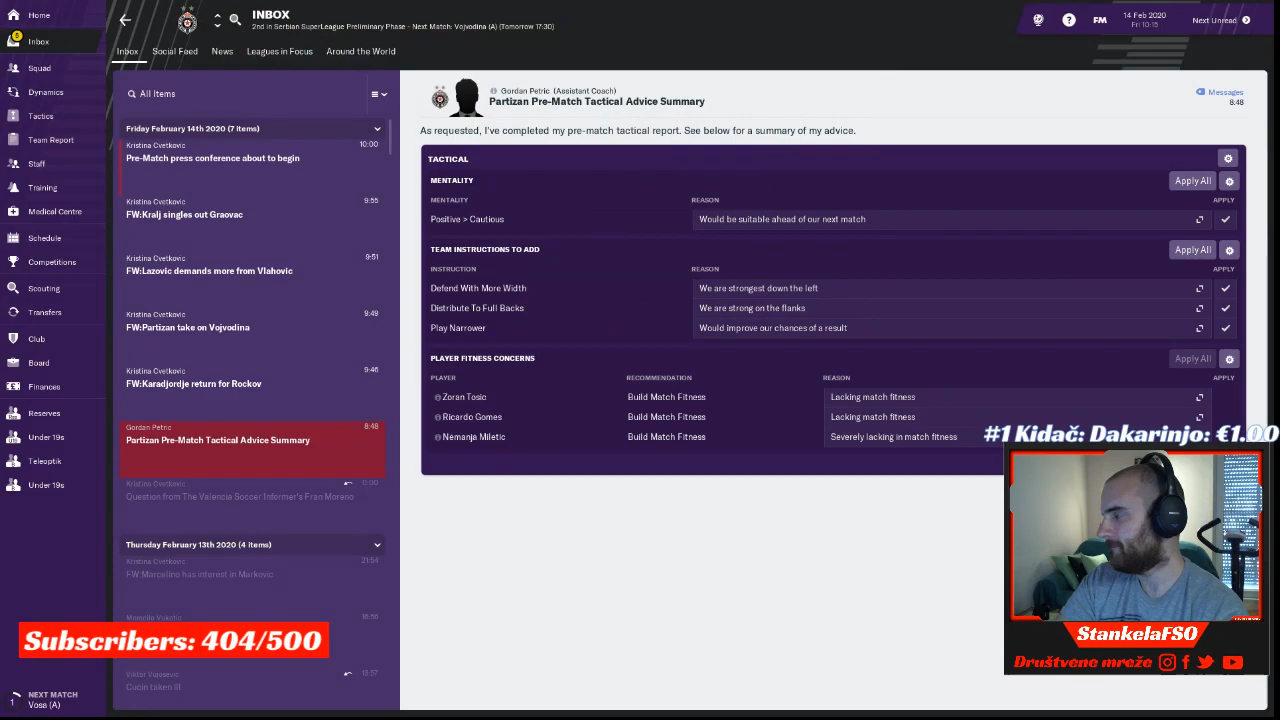 Home
5
Inbox
Squad
Dynamics
Tactics
Team Report
Staff
Training
Medical Centre
Schedule
Competitions
Scouting
Transfers
Club
Board
Finances
Reserves
Under 19s
Teleoptik
Under 19s
1
NEXT MATCH
Vosa (A)
INBOX
2nd in Serbian SuperLeague Preliminary Phase - Next Match: Vojvodina (A) (Tomorrow 17:30)
FM
14 Feb 2020
Fri 10:15
Next Unread
Inbox Social Feed News Leagues in Focus Around the World
All Items
Friday February 14th 2020 (7 items)
Kristina Cvetkovic 10:00
Pre-Match press conference about to begin
Kristina Cvetkovic 9:55
FW:Kralj singles out Graovac
Kristina Cvetkovic 9:51
FW:Lazovic demands more from Vlahovic
Kristina Cvetkovic 9:49
FW:Partizan take on Vojvodina
Kristina Cvetkovic 9:46
FW:Karadjordje return for Rockov
Gordan Petric 8:48
Partizan Pre-Match Tactical Advice Summary
Kristina Cvetkovic
Question from The Valencia Soccer Informer's Fran Moreno
Thursday February 13th 2020 (4 items)
Kristina Cvetkovic 21:54
FW:Marcelino has interest in Markovic
Viktor Vujosevic 13:57
Cucin taken ill
Subscribers: 404/500
Gordan Petric (Assistant Coach)
Partizan Pre-Match Tactical Advice Summary
Messages
8:48
As requested, I've completed my pre-match tactical report. See below for a summary of my advice.
TACTICAL
MENTALITY Apply All
MENTALITY REASON APPLY
Positive > Cautious Would be suitable ahead of our next match
TEAM INSTRUCTIONS TO ADD Apply All
INSTRUCTION REASON APPLY
Defend With More Width We are strongest down the left
Distribute To Full Backs We are strong on the flanks
Play Narrower Would improve our chances of a result
PLAYER FITNESS CONCERNS Apply All
PLAYER RECOMMENDATION REASON APPLY
Zoran Tosic Build Match Fitness Lacking match fitness
Ricardo Gomes Build Match Fitness Lacking match fitness
Nemanja Miletic Build Match Fitness Severely lacking in match fitness
#1 Kidač: Dakarinjo: €1.00
StankelaFSO
Društvene mreže